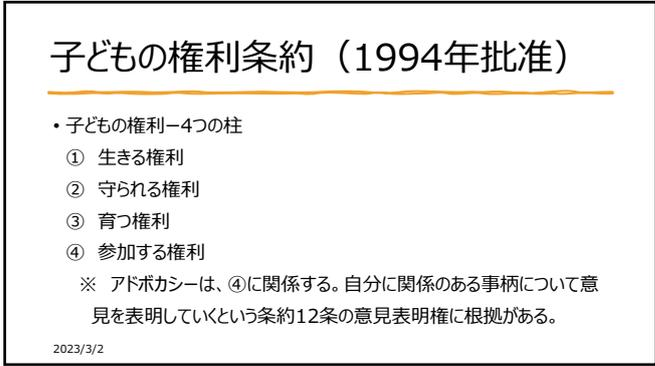 子どもの権利条約（1994年批准）
• 子どもの権利－4つの柱
① 生きる権利
② 守られる権利
③ 育つ権利
④ 参加する権利
※ アドボカシーは、④に関係する。自分に関係のある事柄について意
見を表明していくという条約12条の意見表明権に根拠がある。
2023/3/2